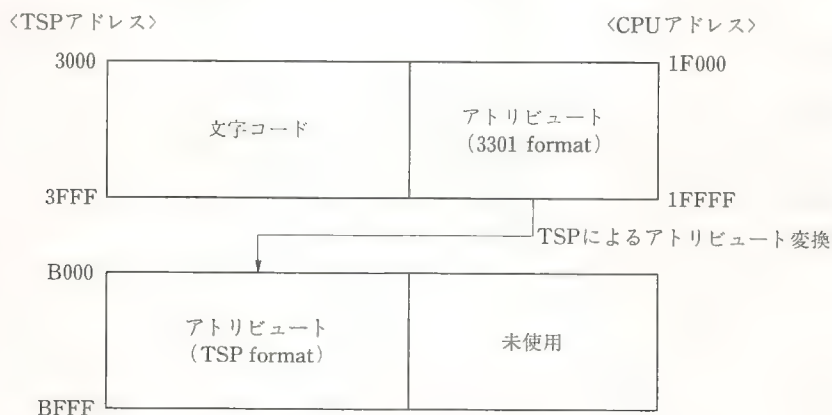 〈TSPアドレス〉
〈CPUアドレス〉
3000
1F000
文字コード
アトリビュート
(3301 format)
3FFF
1FFFF
TSPによるアトリビュート変換
B000
アトリビュート
(TSP format)
未使用
BFFF